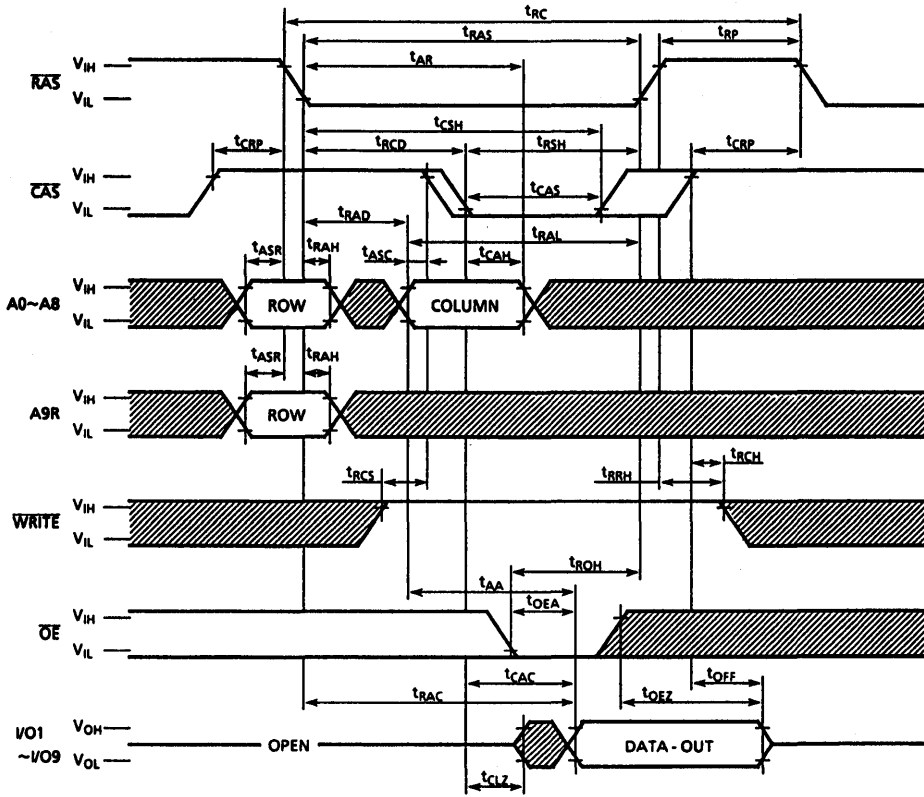 tRC
tRAS
tRP
tAR
RAS
VIH
VIL
tCSH
tCRP
tRCD
tRSH
tCRP
CAS
VIH
VIL
tCAS
tRAD
tRAL
tASR
tRAH
tASC
tCAH
A0~A8
VIH
VIL
ROW
COLUMN
tASR
tRAH
A9R
VIH
VIL
ROW
tRCS
tRRH
tRCH
WRITE
VIH
VIL
tROH
tAA
tOEA
OE
VIH
VIL
tCAC
tOFF
tRAC
tOEZ
I/O1
~I/O9
VOH
VOL
OPEN
DATA - OUT
tCLZ